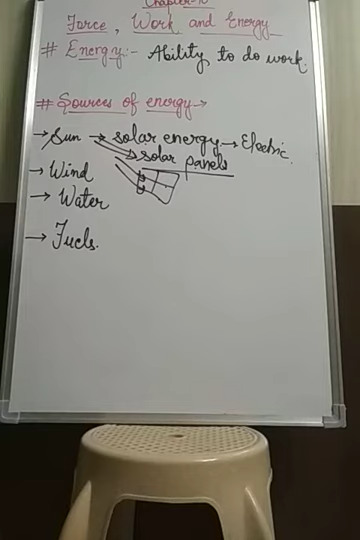 Force, Work and Energy
# Energy:- Ability to do work.
# Sources of energy→
→ Sun → solar energy → Electric.
→ solar panels
→ Wind
→ Water
→ Fuels.